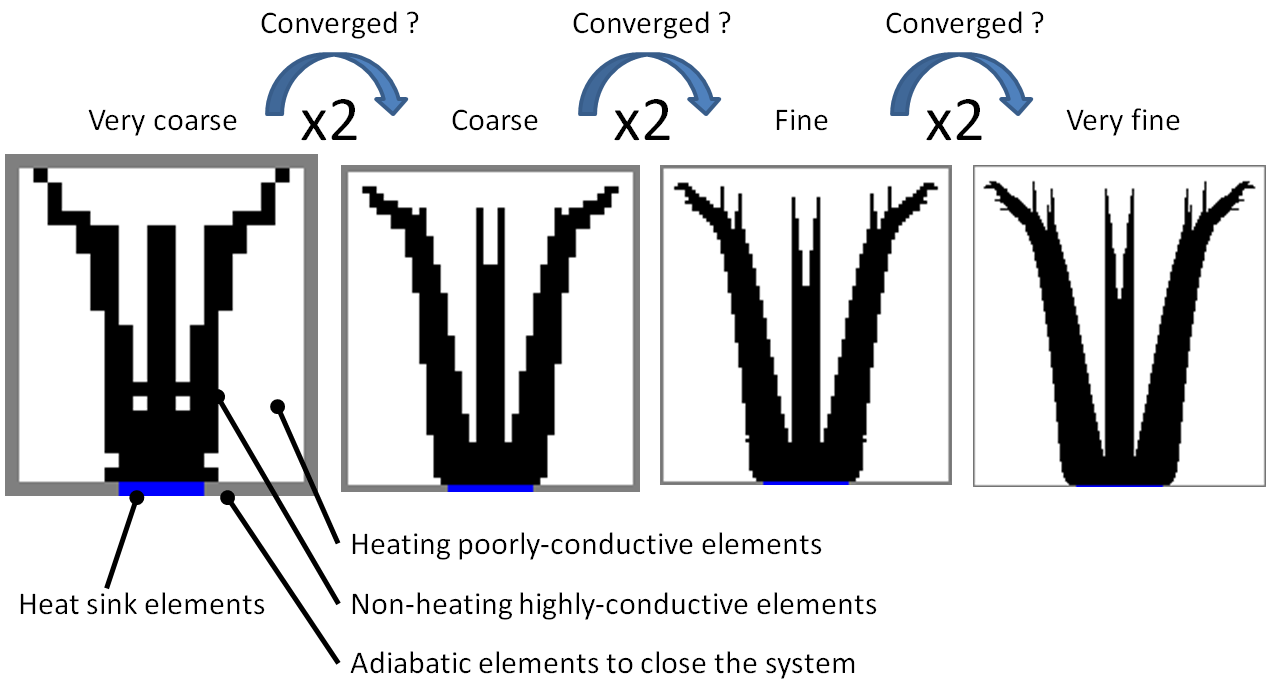 Converged ?
Converged ?
Converged ?
Very coarse
x2
Coarse
x2
Fine
x2
Very fine
Heating poorly-conductive elements
Heat sink elements
Non-heating highly-conductive elements
Adiabatic elements to close the system